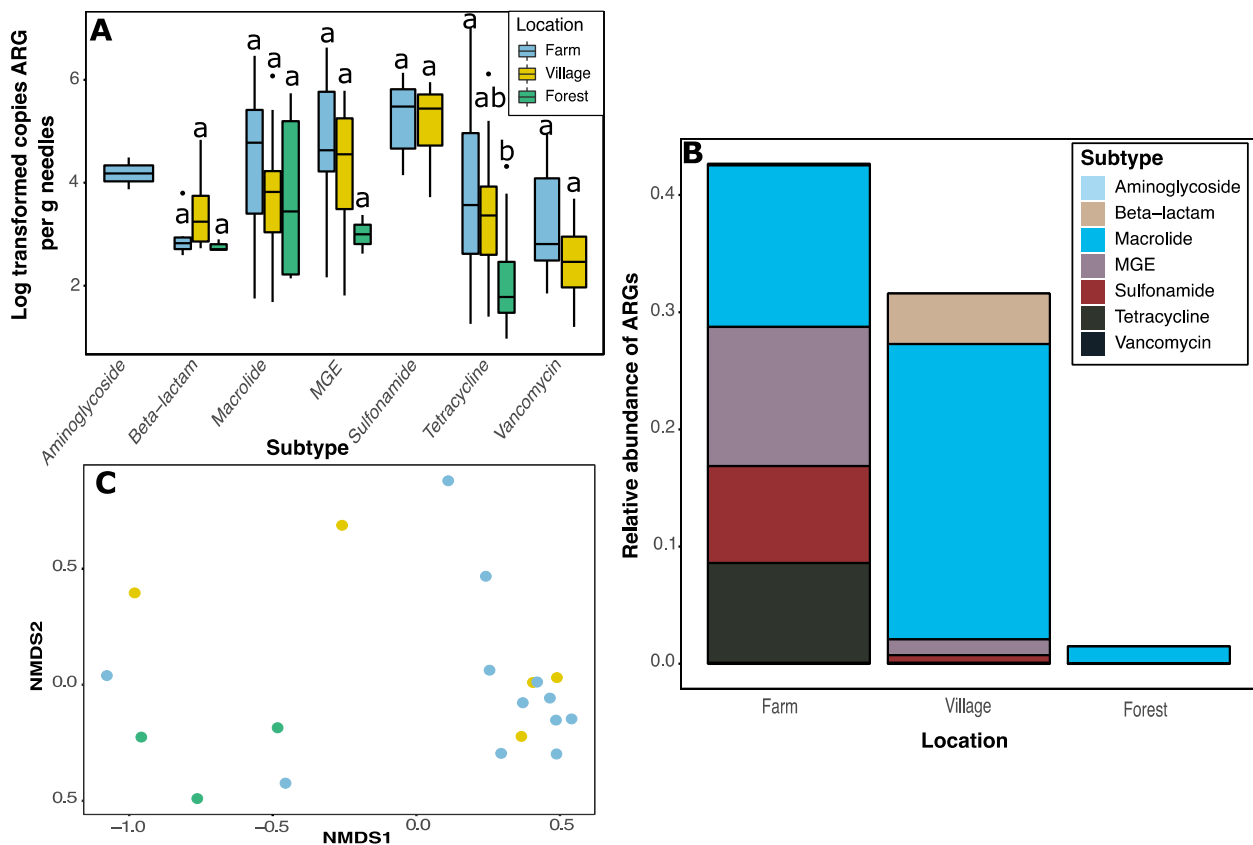 A
Location
Farm
Village
Forest
Log transformed copies ARG
per g needles
6
4
2
a
a
a
a
a
a
a
a
a
a
a
ab
b
a
a
Aminoglycoside
Beta-lactam
Macrolide
MGE
Sulfonamide
Tetracycline
Vancomycin
Subtype
B
Subtype
Aminoglycoside
Beta-lactam
Macrolide
MGE
Sulfonamide
Tetracycline
Vancomycin
Relative abundance of ARGs
0.4
0.3
0.2
0.1
0.0
Farm
Village
Forest
Location
C
NMDS2
0.5
0.0
0.5
-1.0
-0.5
0.0
0.5
NMDS1